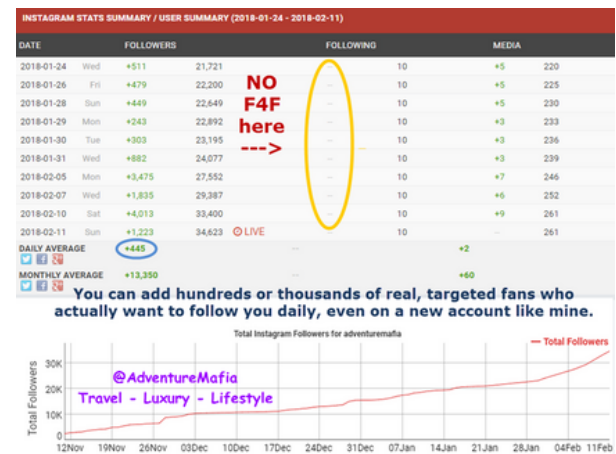 INSTAGRAM STATS SUMMARY / USER SUMMARY (2018-01-24 - 2018-02-11)
DATE FOLLOWERS FOLLOWING MEDIA
2018-01-24 Wed +511 21,721 -- 10 +5 220
2018-01-26 Fri +479 22,200 -- 10 +5 225
2018-01-28 Sun +449 22,649 -- 10 +5 230
2018-01-29 Mon +243 22,892 -- 10 +3 233
2018-01-30 Tue +303 23,195 -- 10 +3 236
2018-01-31 Wed +882 24,077 -- 10 +3 239
2018-02-05 Mon +3,475 27,552 -- 10 +7 246
2018-02-07 Wed +1,835 29,387 -- 10 +6 252
2018-02-10 Sat +4,013 33,400 -- 10 +9 261
2018-02-11 Sun +1,223 34,623 LIVE -- 10 -- 261
NO
F4F
here
--->
DAILY AVERAGE +445 -- +2
MONTHLY AVERAGE +13,350 -- +60
You can add hundreds or thousands of real, targeted fans who
actually want to follow you daily, even on a new account like mine.
Total Instagram Followers for adventuremafia
Total Followers
Total Followers
30K
20K
10K
0
@AdventureMafia
Travel - Luxury - Lifestyle
12Nov 19Nov 26Nov 03Dec 10Dec 17Dec 24Dec 31Dec 07Jan 14Jan 21Jan 28Jan 04Feb 11Feb